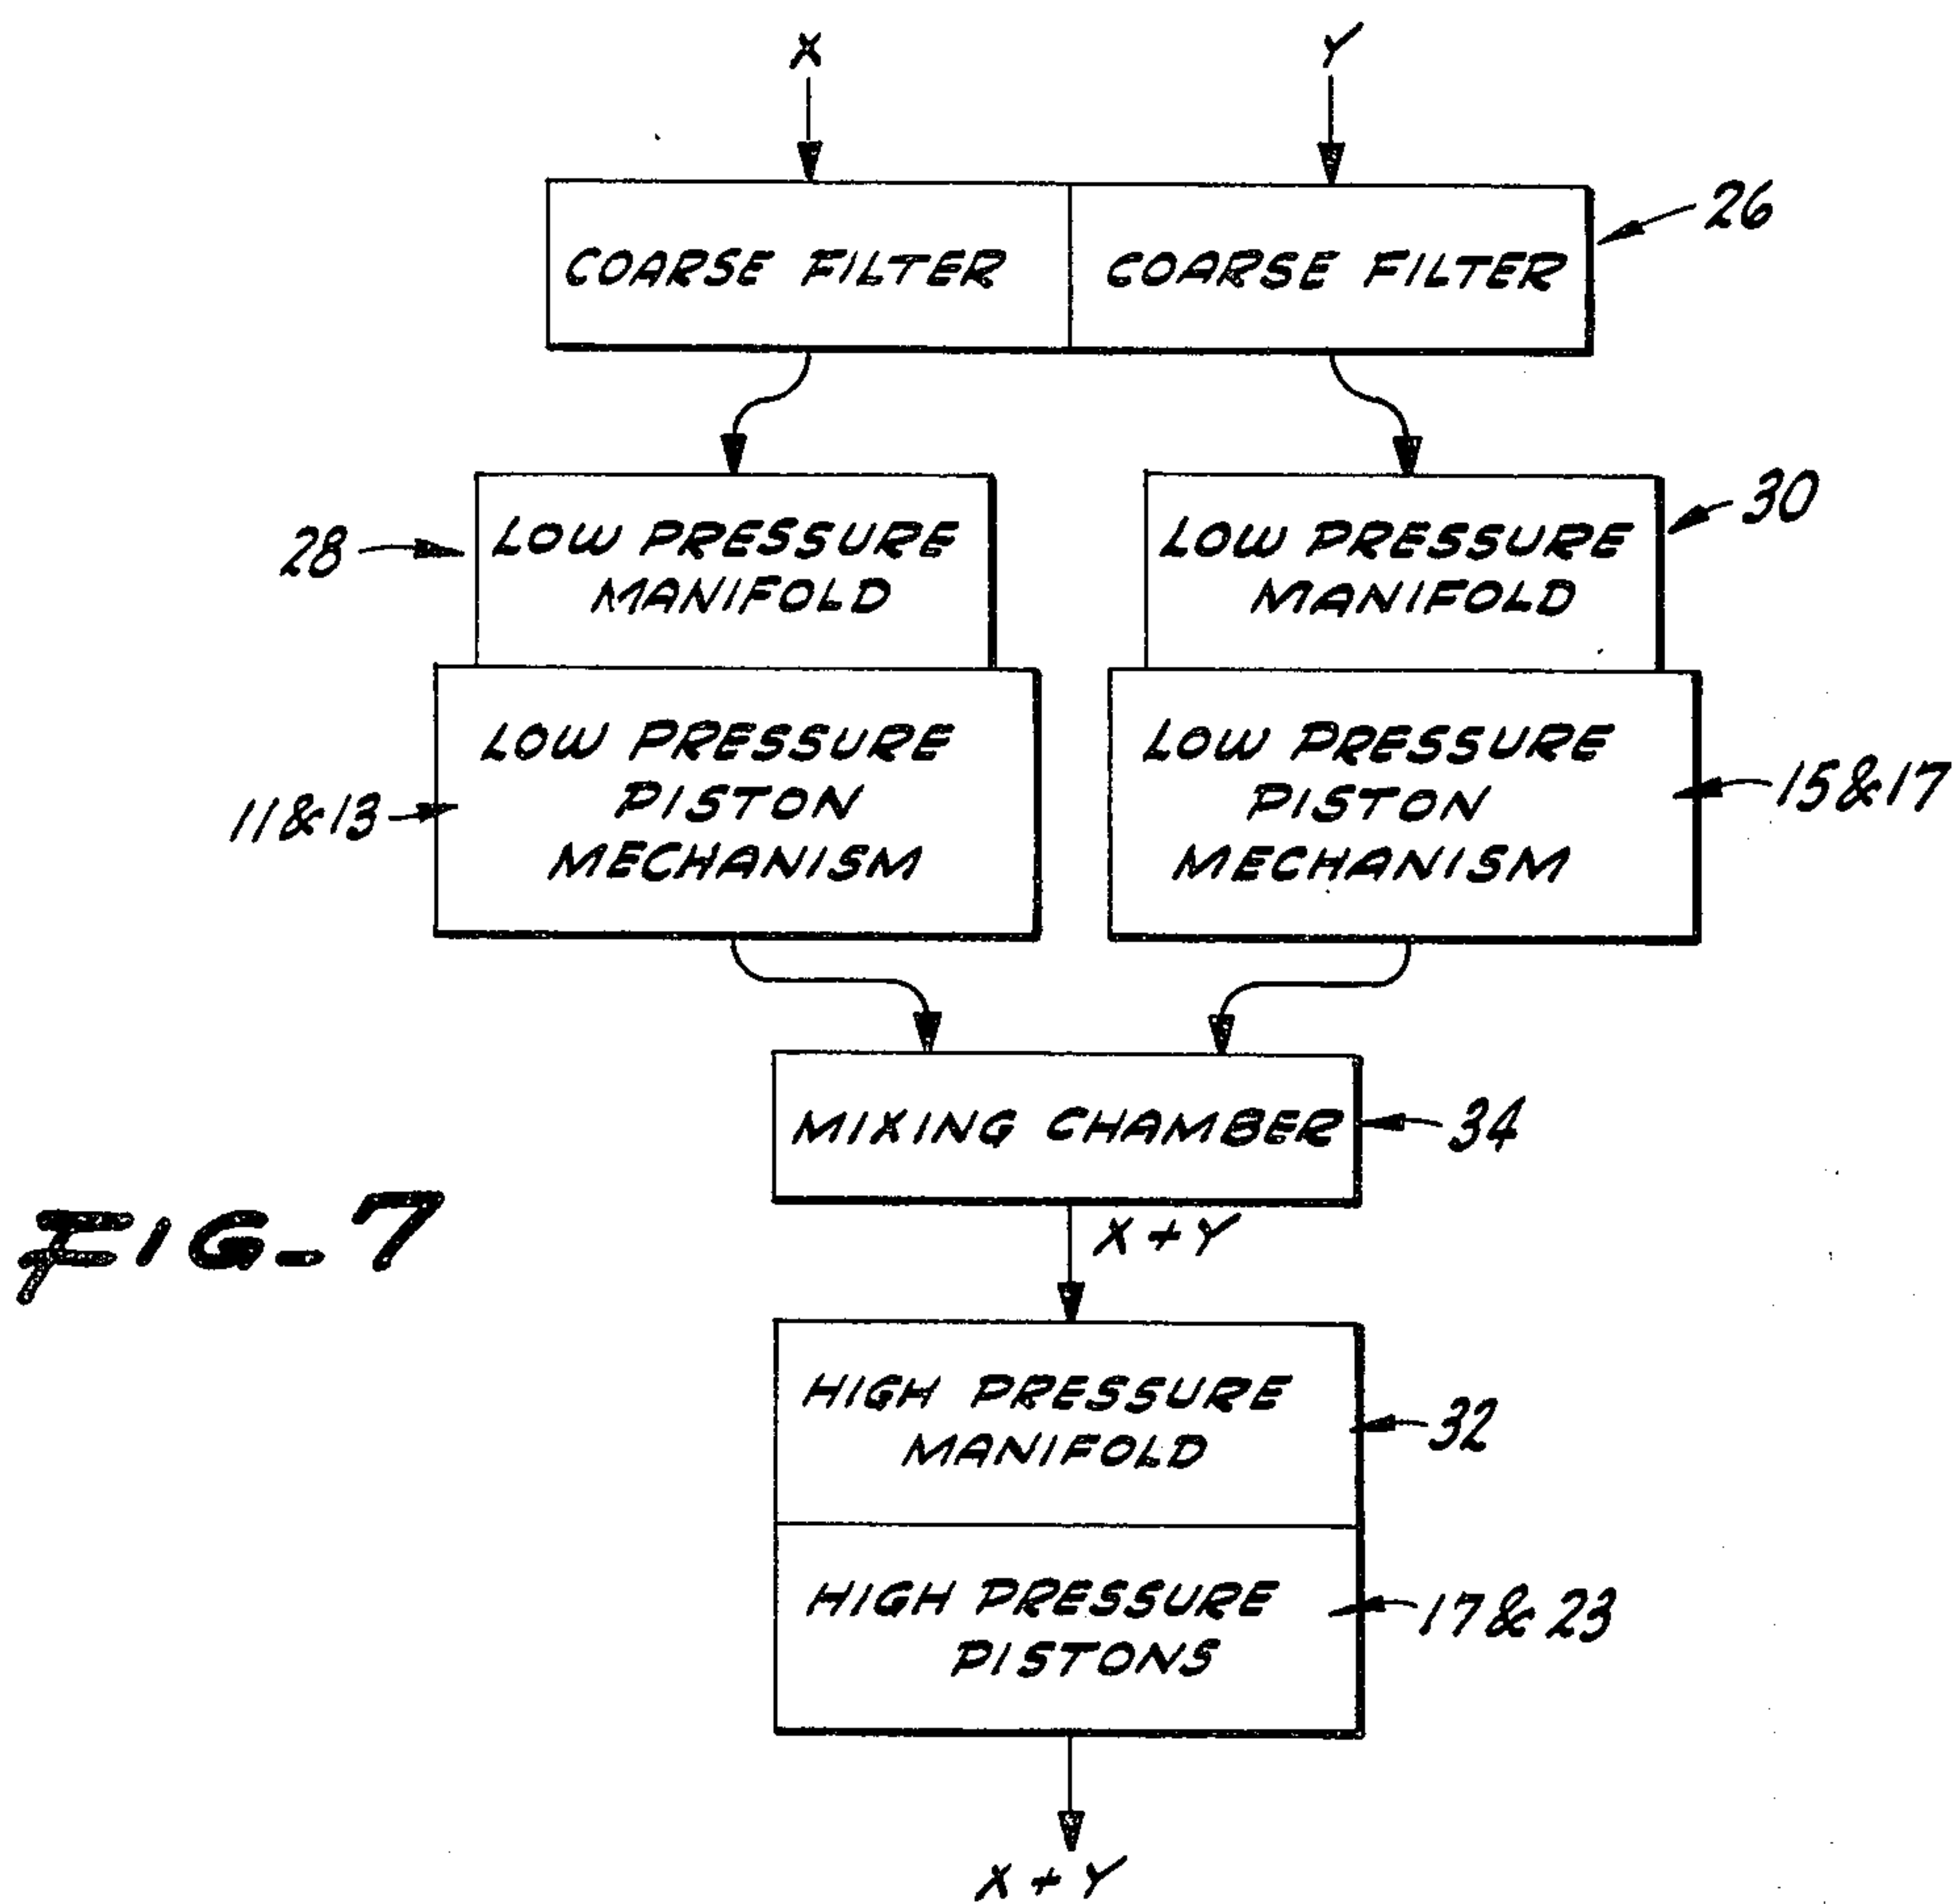 X Y
COARSE FILTER COARSE FILTER 26
28 LOW PRESSURE MANIFOLD
LOW PRESSURE MANIFOLD 30
11&13 LOW PRESSURE PISTON MECHANISM
LOW PRESSURE PISTON MECHANISM 15&17
MIXING CHAMBER 34
FIG-7
X+Y
HIGH PRESSURE
MANIFOLD
32
HIGH PRESSURE
PISTONS
17&23
X+Y